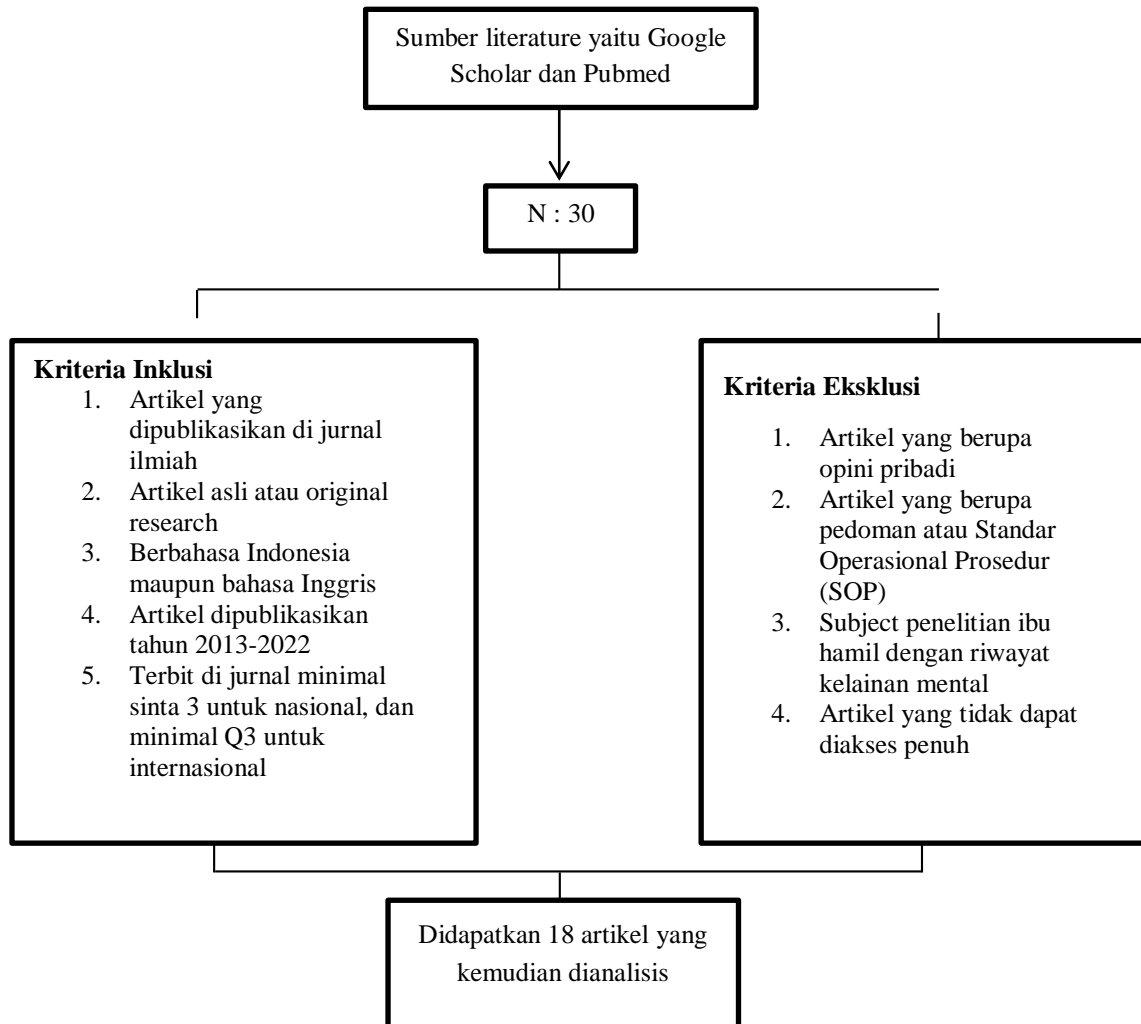 Sumber literature yaitu Google
Scholar dan Pubmed
N : 30
Kriteria Inklusi
1. Artikel yang
dipublikasikan di jurnal
ilmiah
2. Artikel asli atau original
research
3. Berbahasa Indonesia
maupun bahasa Inggris
4. Artikel dipublikasikan
tahun 2013-2022
5. Terbit di jurnal minimal
sinta 3 untuk nasional, dan
minimal Q3 untuk
internasional
Kriteria Eksklusi
1. Artikel yang berupa
opini pribadi
2. Artikel yang berupa
pedoman atau Standar
Operasional Prosedur
(SOP)
3. Subject penelitian ibu
hamil dengan riwayat
kelainan mental
4. Artikel yang tidak dapat
diakses penuh
Didapatkan 18 artikel yang
kemudian dianalisis